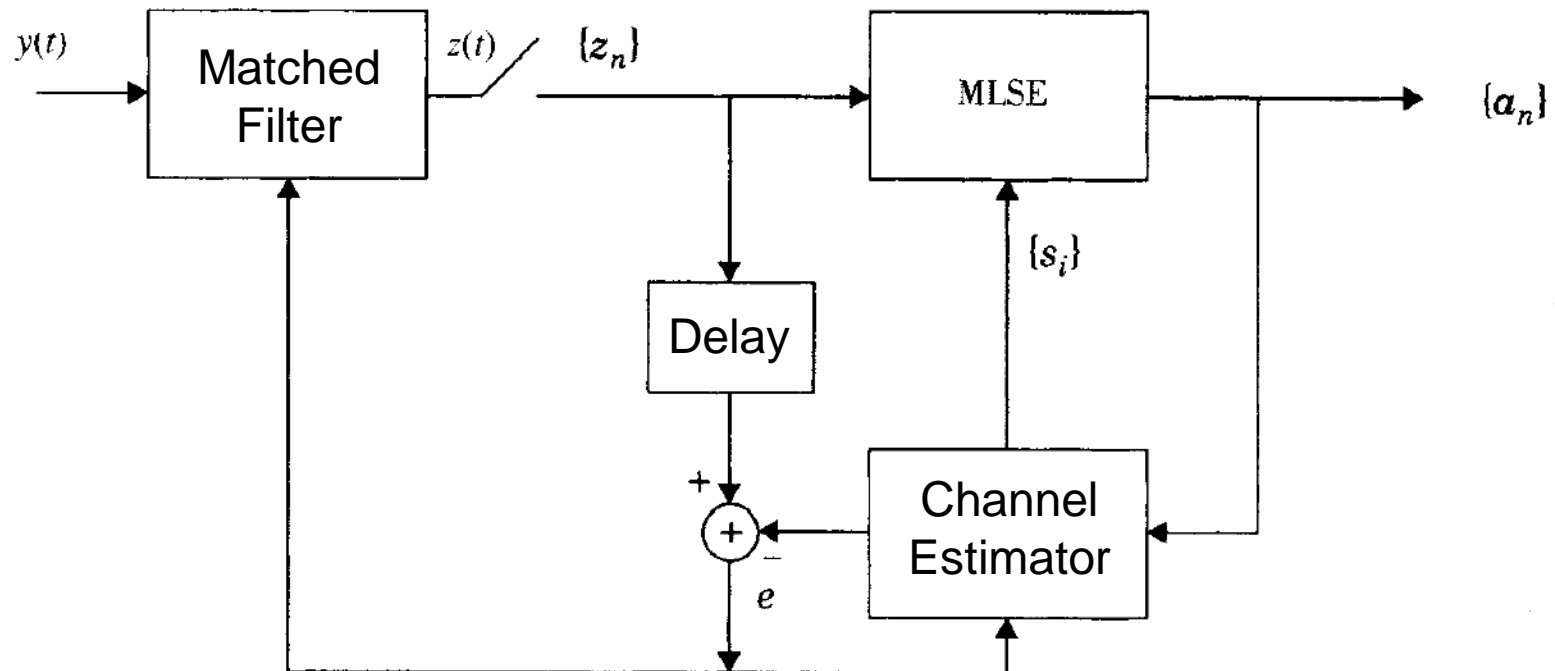 y(t)
Matched
Filter
z(t)
{z_n}
MLSE
{a_n}
{s_i}
Delay
+
+
−
e
Channel
Estimator